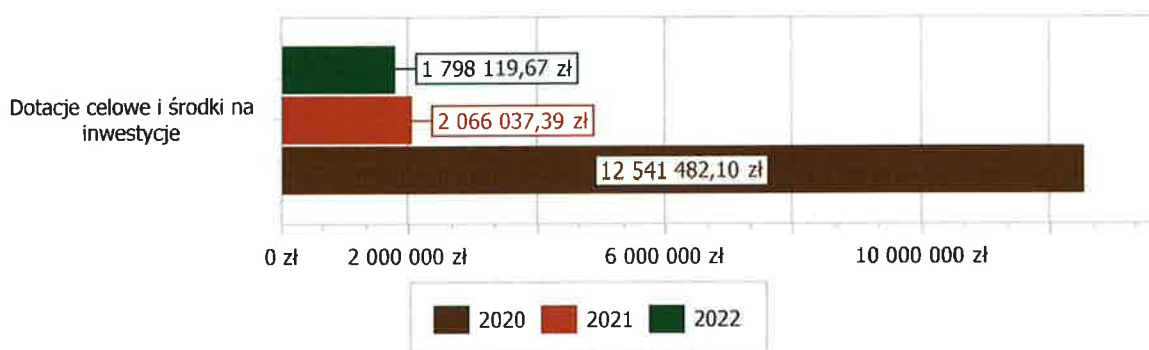 1 798 119,67 zł
Dotacje celowe i środki na
inwestycje
2 066 037,39 zł
12 541 482,10 zł
0 zł
2 000 000 zł
6 000 000 zł
10 000 000 zł
2020
2021
2022